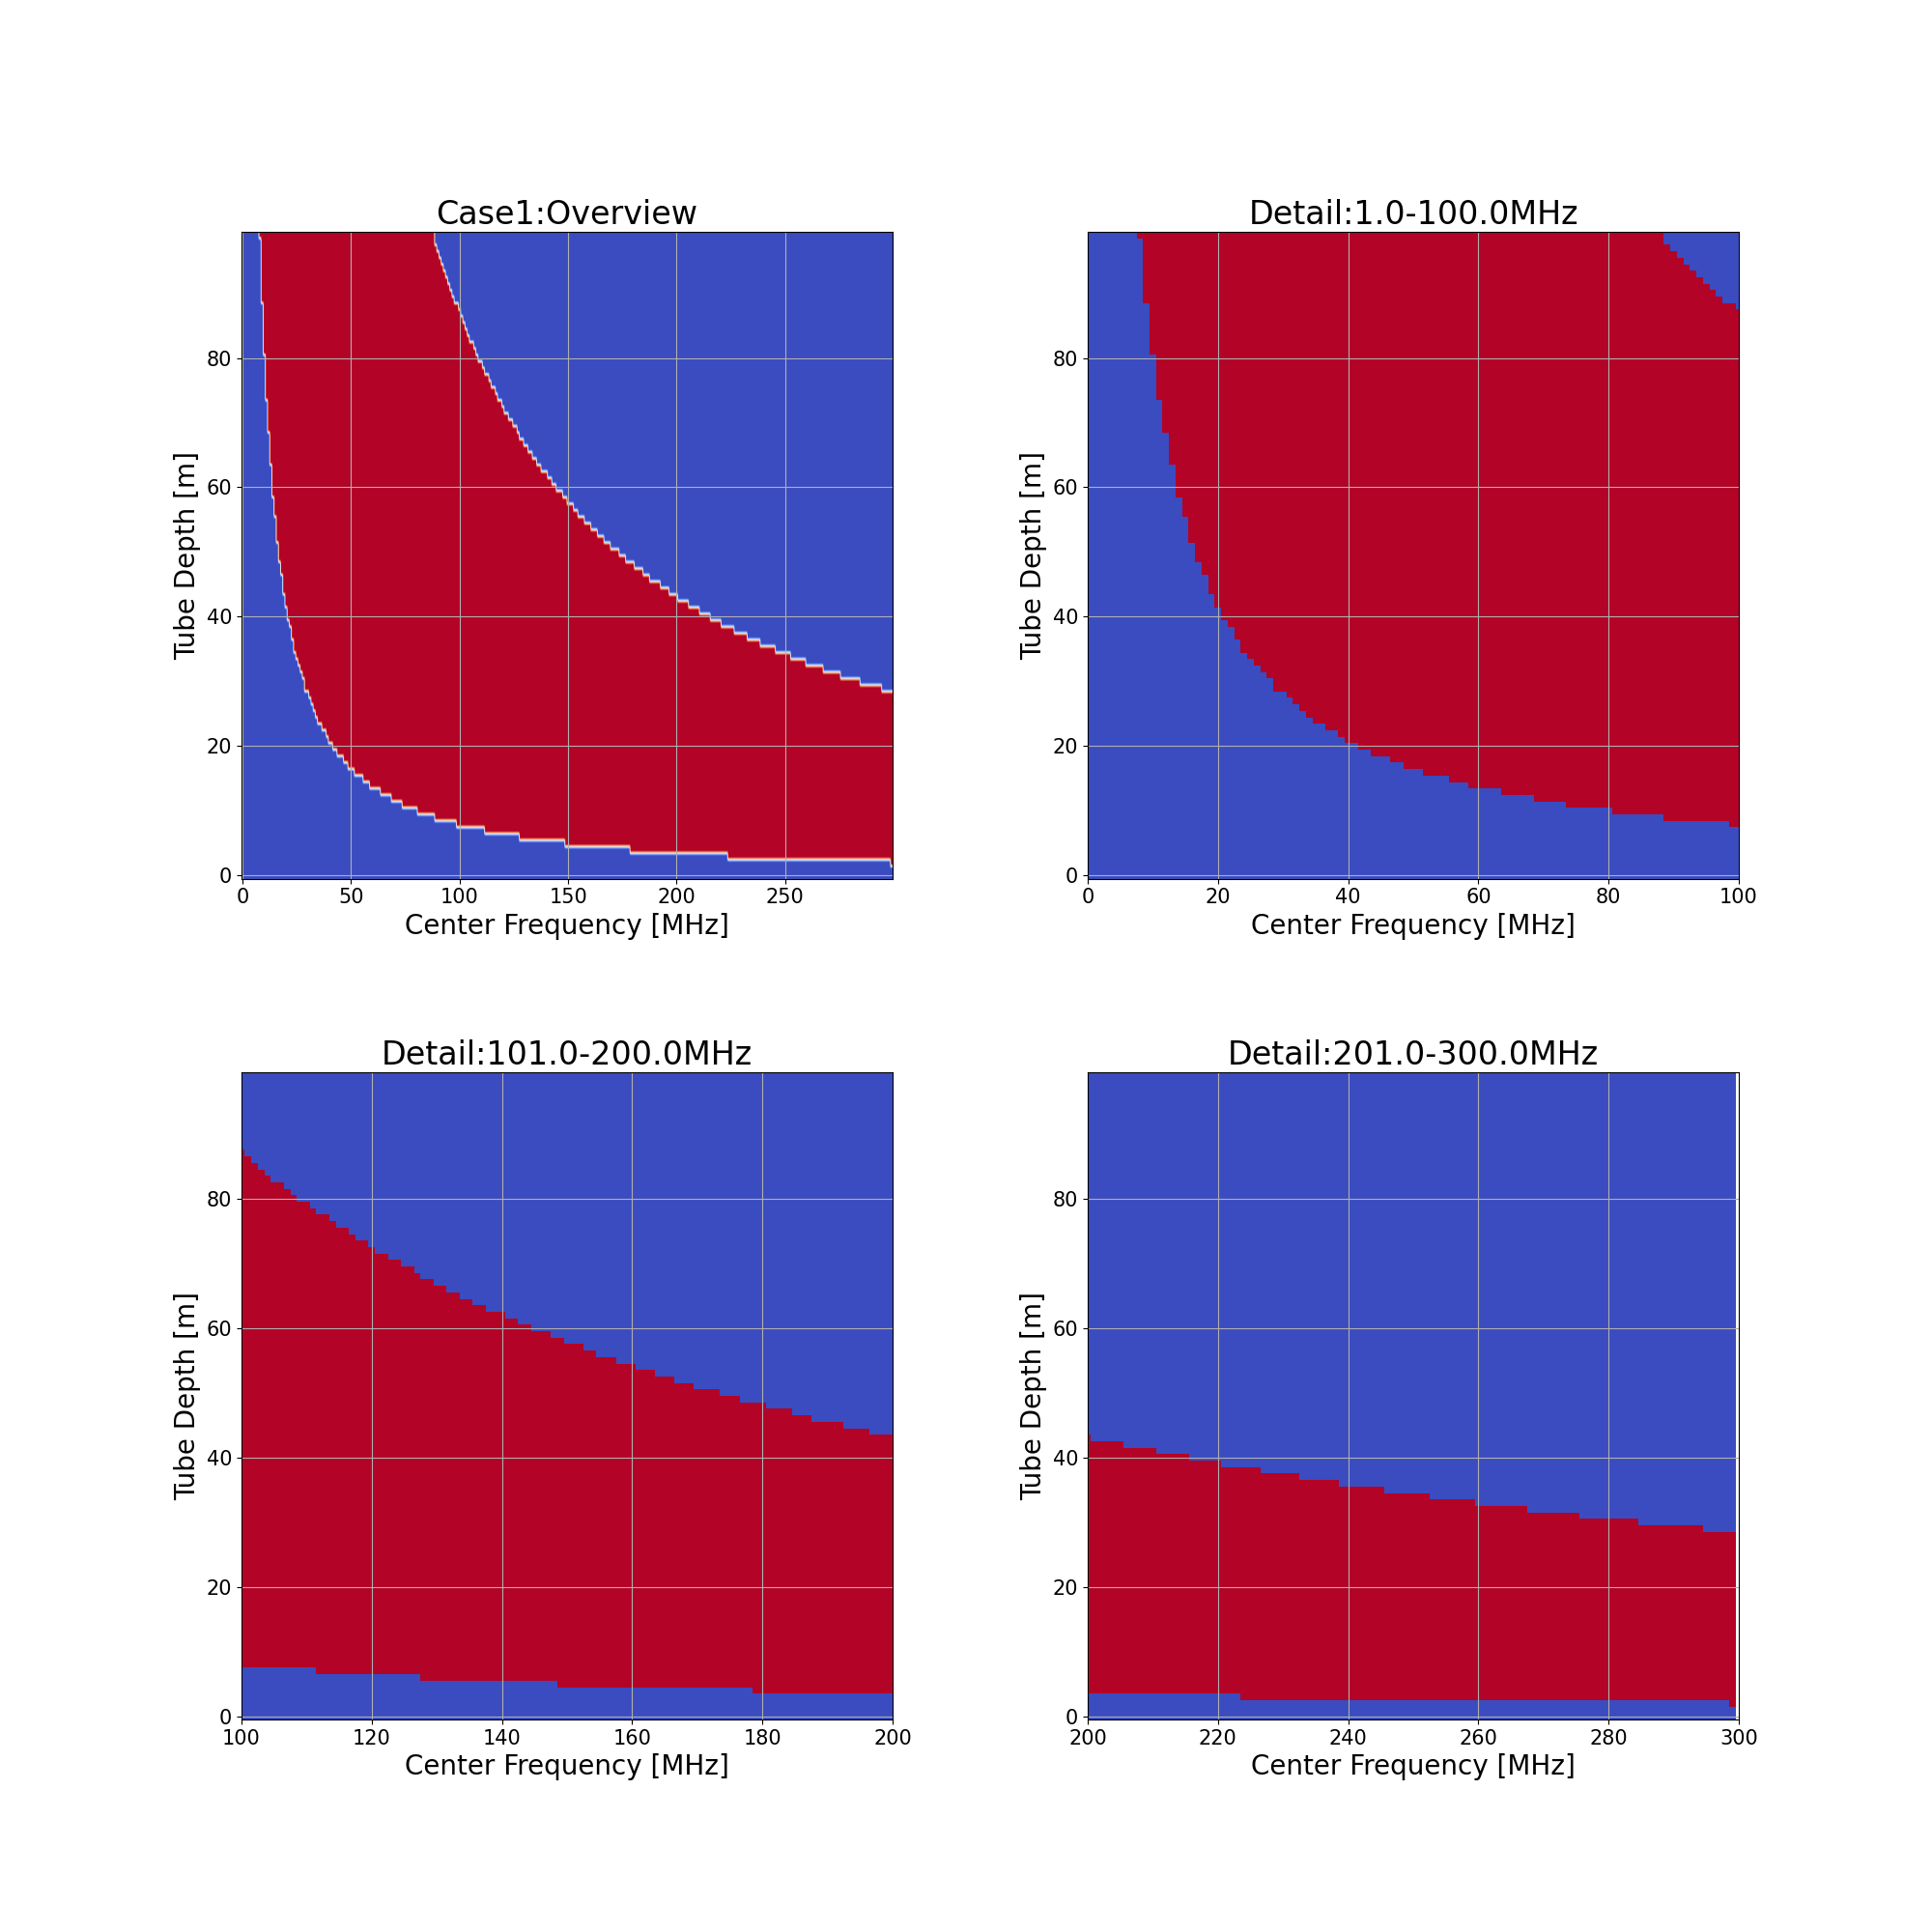 Case1:Overview
Tube Depth [m]
80
60
40
20
0
0 50 100 150 200 250
Center Frequency [MHz]
Detail:1.0-100.0MHz
Tube Depth [m]
80
60
40
20
0
0 20 40 60 80 100
Center Frequency [MHz]
Detail:101.0-200.0MHz
Tube Depth [m]
80
60
40
20
0
100 120 140 160 180 200
Center Frequency [MHz]
Detail:201.0-300.0MHz
Tube Depth [m]
80
60
40
20
0
200 220 240 260 280 300
Center Frequency [MHz]